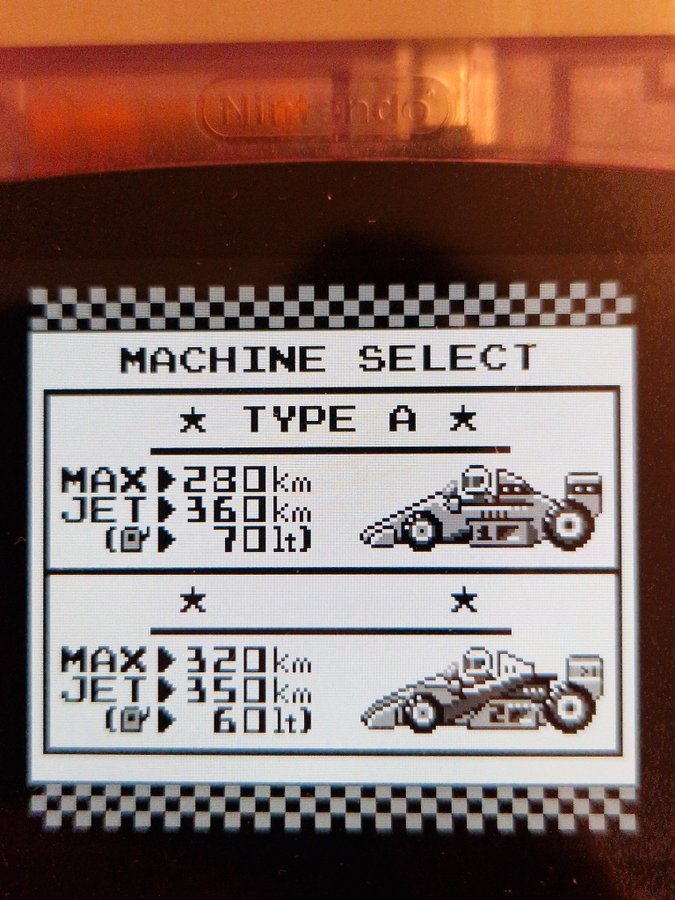 Nintendo®
MACHINE SELECT
★ TYPE A ★
MAX▶280km
JET▶360km
(▶ 70lt)
★ ★
MAX▶320km
JET▶350km
(▶ 60lt)